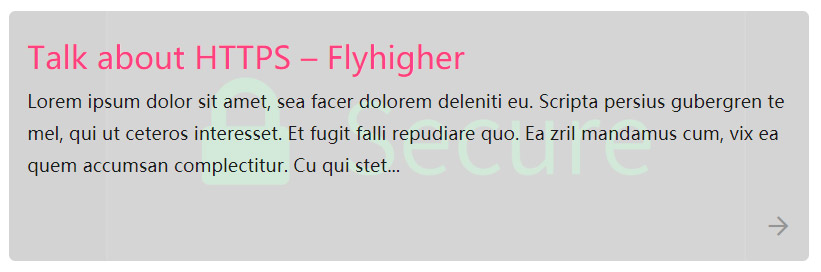 Talk about HTTPS – Flyhigher
Lorem ipsum dolor sit amet, sea facer dolorem deleniti eu. Scripta persius gubergren te
mel, qui ut ceteros interesset. Et fugit falli repudiare quo. Ea zril mandamus cum, vix ea
quem accumsan complectitur. Cu qui stet...
Secure